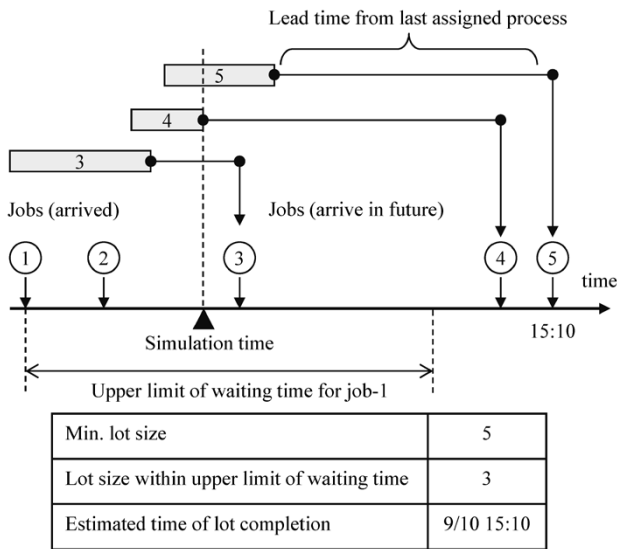 Lead time from last assigned process
5
4
3
Jobs (arrived)
Jobs (arrive in future)
1
2
3
4
5
time
Simulation time
15:10
Upper limit of waiting time for job-1
Min. lot size 5
Lot size within upper limit of waiting time 3
Estimated time of lot completion 9/10 15:10